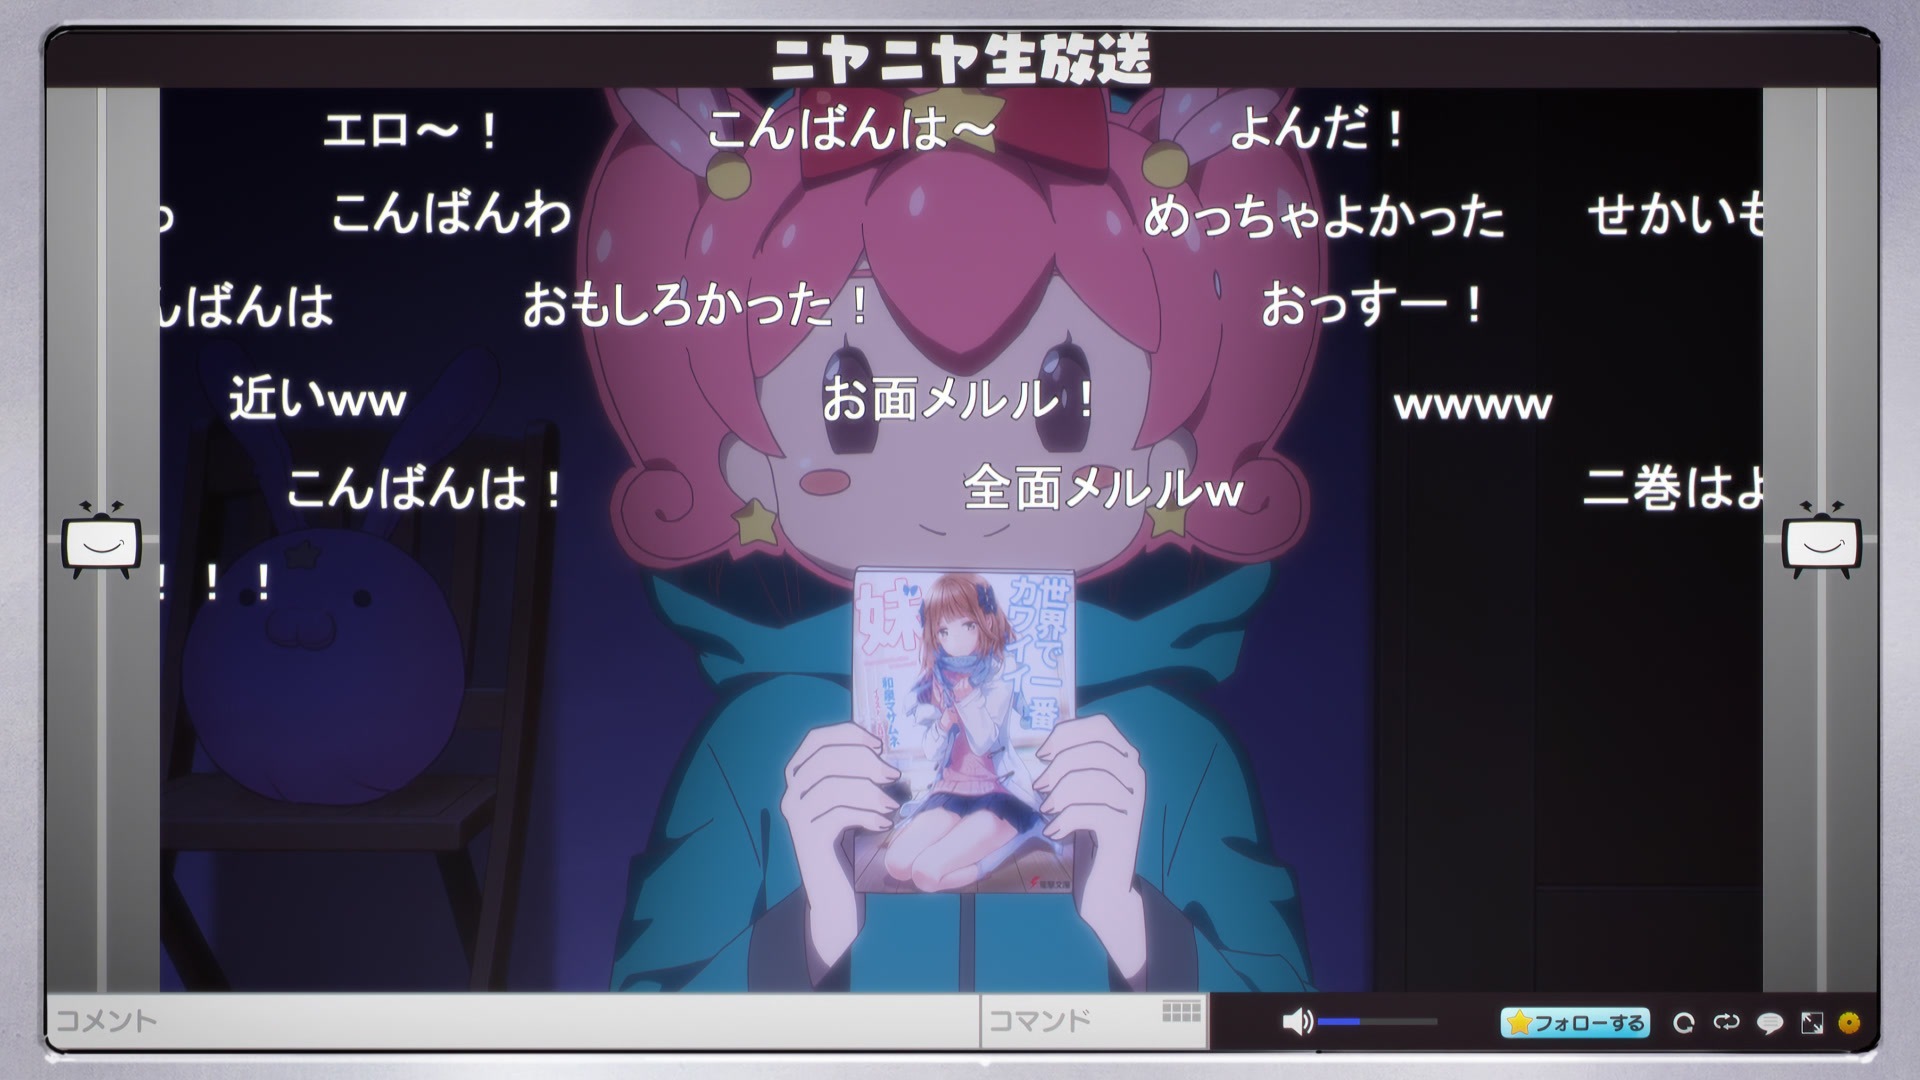 ニヤニヤ生放送
エロ～！
こんばんは～
よんだ！
こんばんわ
めっちゃよかった
せかいも
んばんは
おもしろかった！
おっすー！
近いww
お面メルル！
wwww
こんばんは！
全面メルルw
二巻はよ
！！！
世界で一番
カワイイ
妹
和泉マサムネ
電撃文庫
コメント
コマンド
フォローする